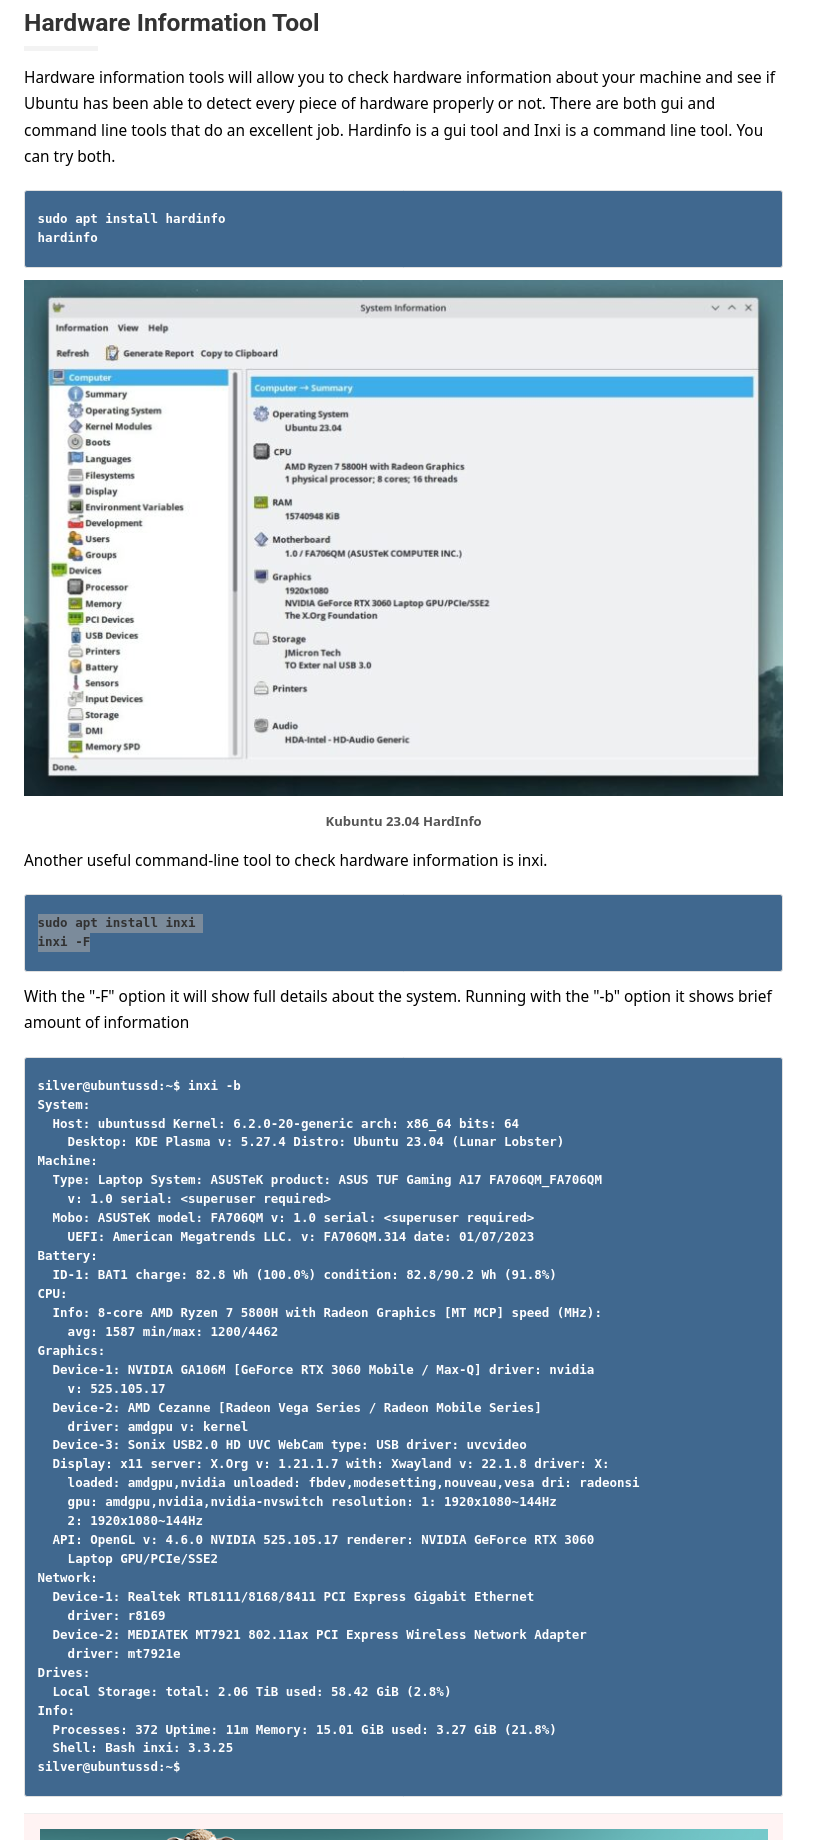 Hardware Information Tool
Hardware information tools will allow you to check hardware information about your machine and see if
Ubuntu has been able to detect every piece of hardware properly or not. There are both gui and
command line tools that do an excellent job. Hardinfo is a gui tool and Inxi is a command line tool. You
can try both.
sudo apt install hardinfo
hardinfo
System Information
Information View Help
Refresh Generate Report Copy to Clipboard
Computer
Summary
Operating System
Kernel Modules
Boots
Languages
Filesystems
Display
Environment Variables
Development
Users
Groups
Devices
Processor
Memory
PCI Devices
USB Devices
Printers
Battery
Sensors
Input Devices
Storage
DMI
Memory SPD
Computer → Summary
Operating System
Ubuntu 23.04
CPU
AMD Ryzen 7 5800H with Radeon Graphics
1 physical processor; 8 cores; 16 threads
RAM
15740948 KiB
Motherboard
1.0 / FA706QM (ASUSTeK COMPUTER INC.)
Graphics
1920x1080
NVIDIA GeForce RTX 3060 Laptop GPU/PCIe/SSE2
The X.Org Foundation
Storage
JMicron Tech
TO Exter nal USB 3.0
Printers
Audio
HDA-Intel - HD-Audio Generic
Done.
Kubuntu 23.04 HardInfo
Another useful command-line tool to check hardware information is inxi.
sudo apt install inxi
inxi -F
With the "-F" option it will show full details about the system. Running with the "-b" option it shows brief
amount of information
silver@ubuntussd:~$ inxi -b
System:
  Host: ubuntussd Kernel: 6.2.0-20-generic arch: x86_64 bits: 64
    Desktop: KDE Plasma v: 5.27.4 Distro: Ubuntu 23.04 (Lunar Lobster)
Machine:
  Type: Laptop System: ASUSTeK product: ASUS TUF Gaming A17 FA706QM_FA706QM
    v: 1.0 serial: <superuser required>
  Mobo: ASUSTeK model: FA706QM v: 1.0 serial: <superuser required>
    UEFI: American Megatrends LLC. v: FA706QM.314 date: 01/07/2023
Battery:
  ID-1: BAT1 charge: 82.8 Wh (100.0%) condition: 82.8/90.2 Wh (91.8%)
CPU:
  Info: 8-core AMD Ryzen 7 5800H with Radeon Graphics [MT MCP] speed (MHz):
    avg: 1587 min/max: 1200/4462
Graphics:
  Device-1: NVIDIA GA106M [GeForce RTX 3060 Mobile / Max-Q] driver: nvidia
    v: 525.105.17
  Device-2: AMD Cezanne [Radeon Vega Series / Radeon Mobile Series]
    driver: amdgpu v: kernel
  Device-3: Sonix USB2.0 HD UVC WebCam type: USB driver: uvcvideo
  Display: x11 server: X.Org v: 1.21.1.7 with: Xwayland v: 22.1.8 driver: X:
    loaded: amdgpu,nvidia unloaded: fbdev,modesetting,nouveau,vesa dri: radeonsi
    gpu: amdgpu,nvidia,nvidia-nvswitch resolution: 1: 1920x1080~144Hz
    2: 1920x1080~144Hz
  API: OpenGL v: 4.6.0 NVIDIA 525.105.17 renderer: NVIDIA GeForce RTX 3060
    Laptop GPU/PCIe/SSE2
Network:
  Device-1: Realtek RTL8111/8168/8411 PCI Express Gigabit Ethernet
    driver: r8169
  Device-2: MEDIATEK MT7921 802.11ax PCI Express Wireless Network Adapter
    driver: mt7921e
Drives:
  Local Storage: total: 2.06 TiB used: 58.42 GiB (2.8%)
Info:
  Processes: 372 Uptime: 11m Memory: 15.01 GiB used: 3.27 GiB (21.8%)
  Shell: Bash inxi: 3.3.25
silver@ubuntussd:~$